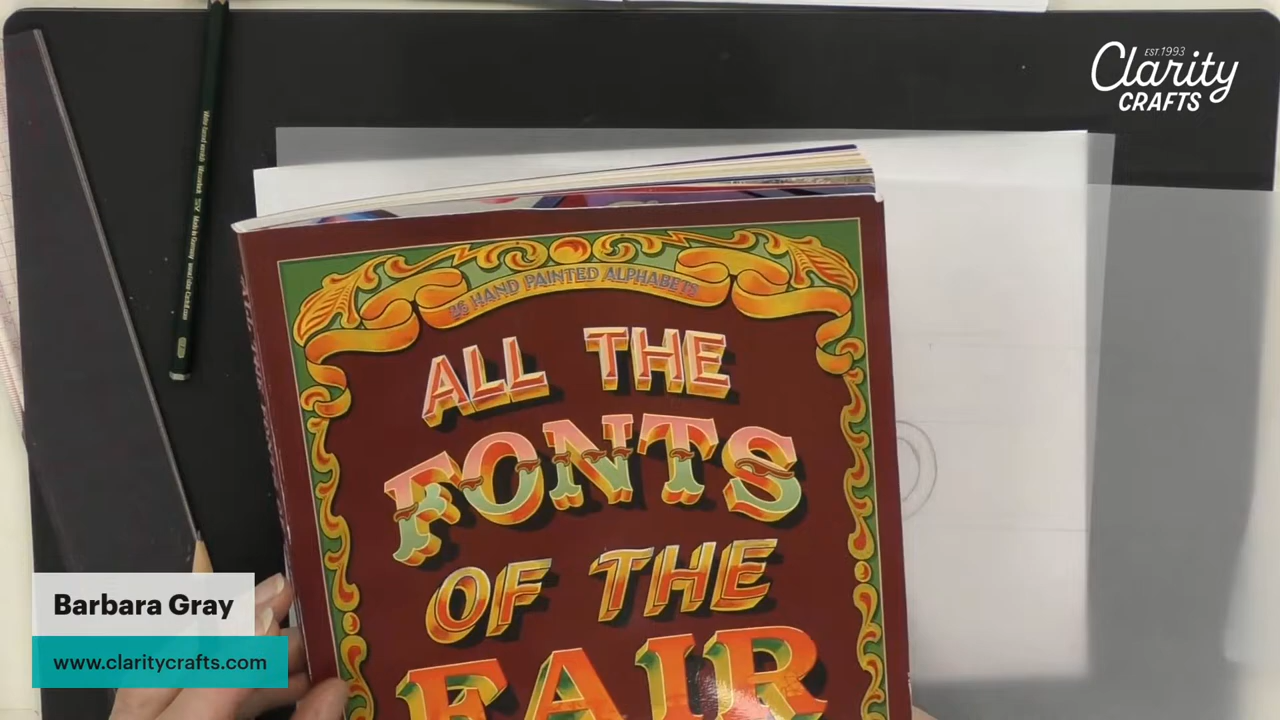 EST.1993
Clarity
CRAFTS
HAND PAINTED ALPHABETS
ALL THE
FONTS
OF THE
FAIR
Barbara Gray
www.claritycrafts.com